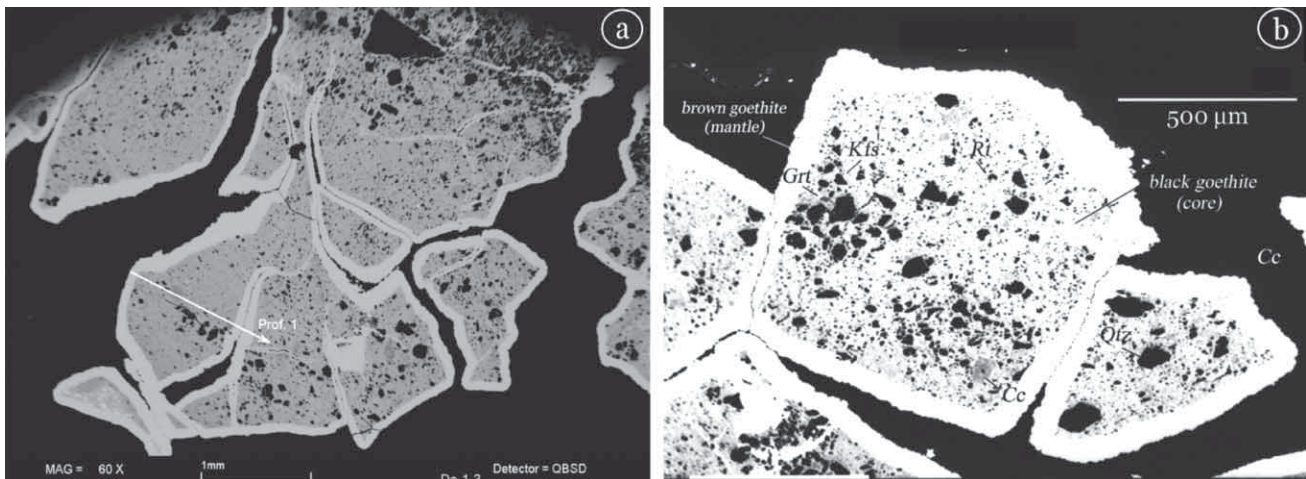 a
Prof. 1
MAG = 60 X
1mm
Detector = QBSD
b
500 µm
brown goethite
(mantle)
Kfs
Rt
Grt
black goethite
(core)
Cc
Qtz
Cc